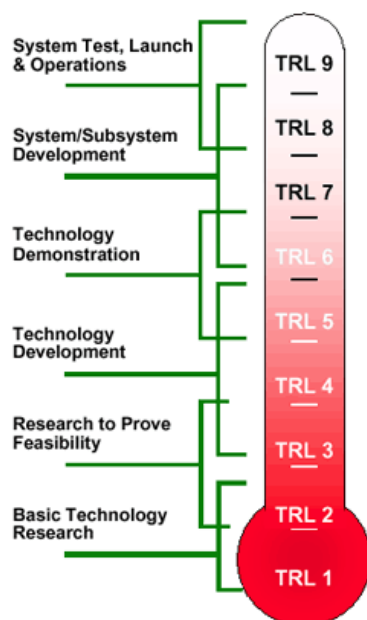 System Test, Launch
& Operations
System/Subsystem
Development
Technology
Demonstration
Technology
Development
Research to Prove
Feasibility
Basic Technology
Research
TRL 9
TRL 8
TRL 7
TRL 6
TRL 5
TRL 4
TRL 3
TRL 2
TRL 1